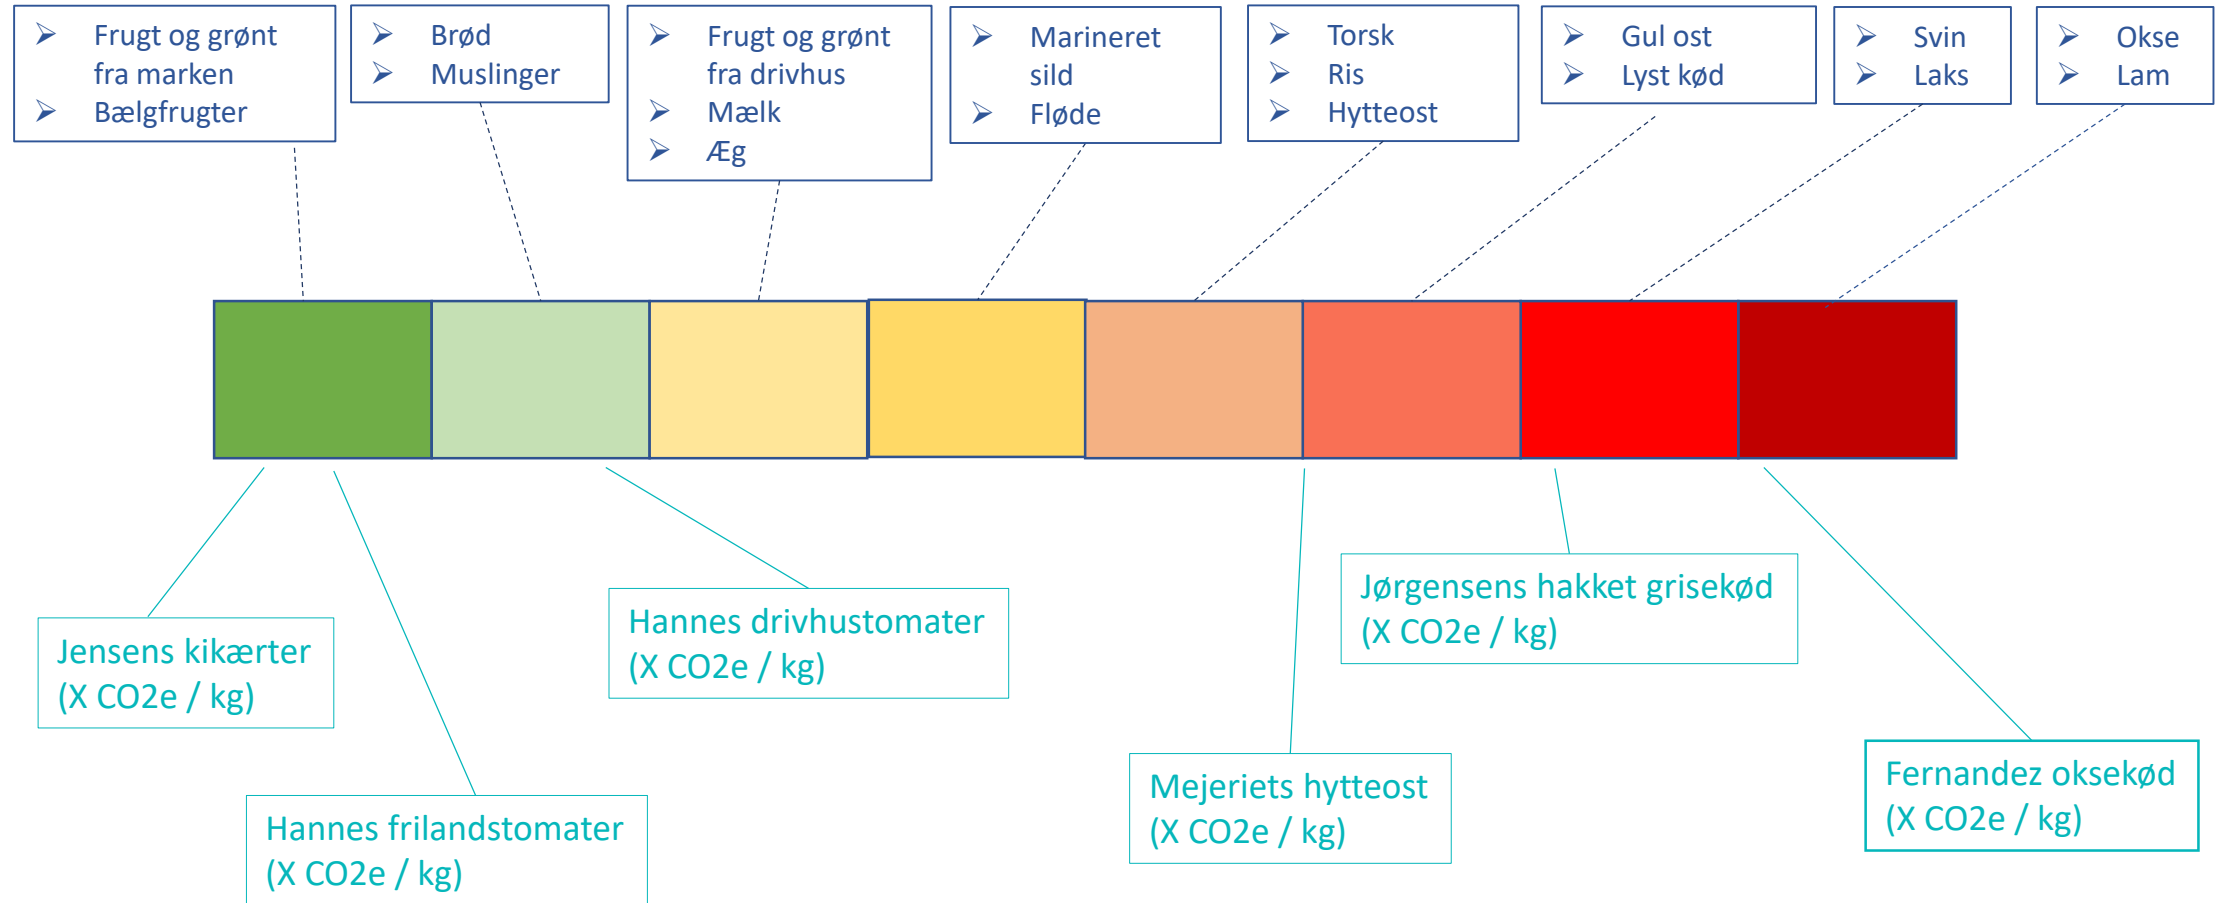 ➢ Frugt og grønt
fra marken
➢ Bælgfrugter
➢ Brød
➢ Muslinger
➢ Frugt og grønt
fra drivhus
➢ Mælk
➢ Æg
➢ Marineret
sild
➢ Fløde
➢ Torsk
➢ Ris
➢ Hytteost
➢ Gul ost
➢ Lyst kød
➢ Svin
➢ Laks
➢ Okse
➢ Lam
Jensens kikærter
(X CO2e / kg)
Hannes frilandstomater
(X CO2e / kg)
Hannes drivhustomater
(X CO2e / kg)
Mejeriets hytteost
(X CO2e / kg)
Jørgensens hakket grisekød
(X CO2e / kg)
Fernandez oksekød
(X CO2e / kg)